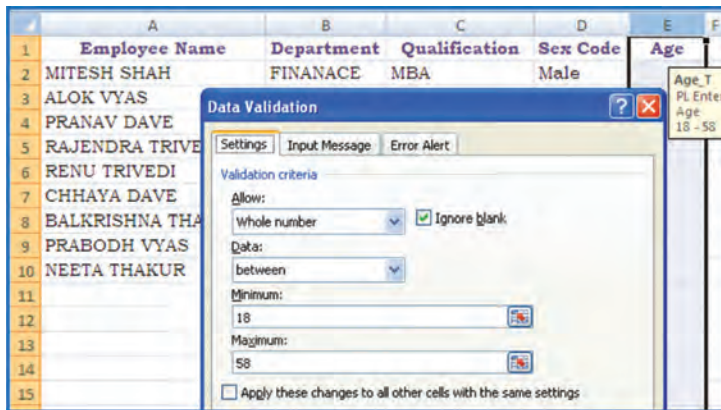 A B C D E F
1 Employee Name Department Qualification Sex Code Age
2 MITESH SHAH FINANACE MBA Male
3 ALOK VYAS
4 PRANAV DAVE
5 RAJENDRA TRIVE
6 RENU TRIVEDI
7 CHHAYA DAVE
8 BALKRISHNA THA
9 PRABODH VYAS
10 NEETA THAKUR
11
12
13
14
15
Age_T
PL Enter
Age
18 - 58
Data Validation
Settings Input Message Error Alert
Validation criteria
Allow:
Whole number Ignore blank
Data:
between
Minimum:
18
Maximum:
58
Apply these changes to all other cells with the same settings